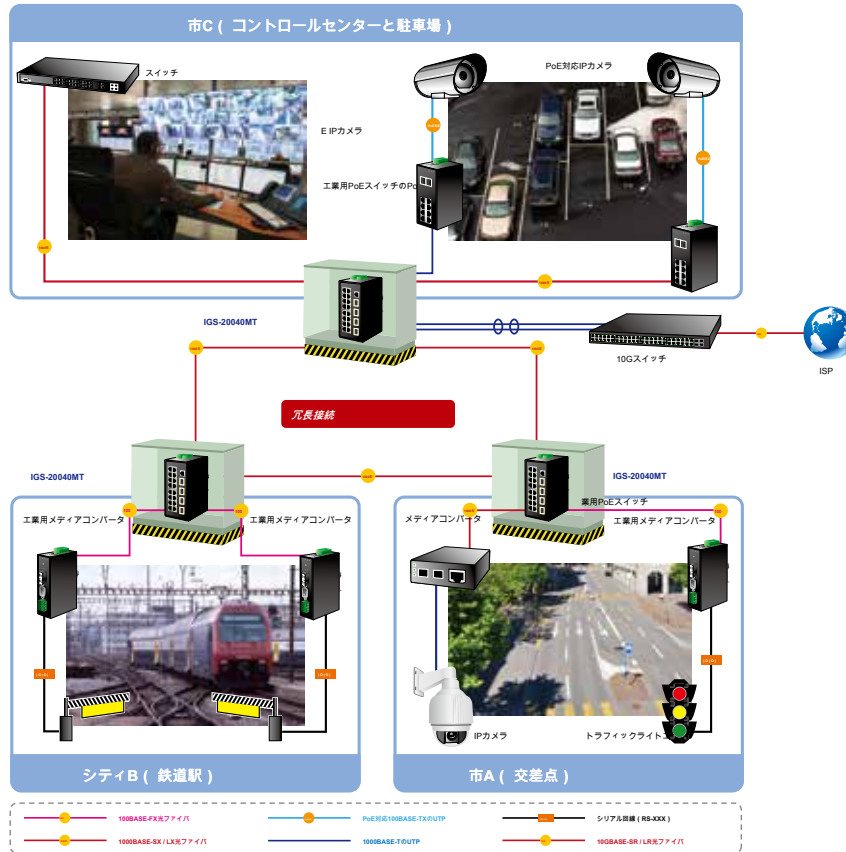 市C ( コントロールセンターと駐車場 )
スイッチ
PoE対応IPカメラ
E IPカメラ
工業用PoEスイッチのPo
IGS-20040MT
10Gスイッチ
ISP
冗長接続
IGS-20040MT
IGS-20040MT
業用PoEスイッチ
工業用メディアコンバータ
工業用メディアコンバータ
メディアコンバータ
工業用メディアコンバータ
100
100
100
IPカメラ
トラフィックライトコ
シティB ( 鉄道駅 )
市A ( 交差点 )
100BASE-FX光ファイバ
PoE対応100BASE-TXのUTP
シリアル回線 ( RS-XXX )
1000BASE-SX / LX光ファイバ
1000BASE-TのUTP
10GBASE-SR / LR光ファイバ